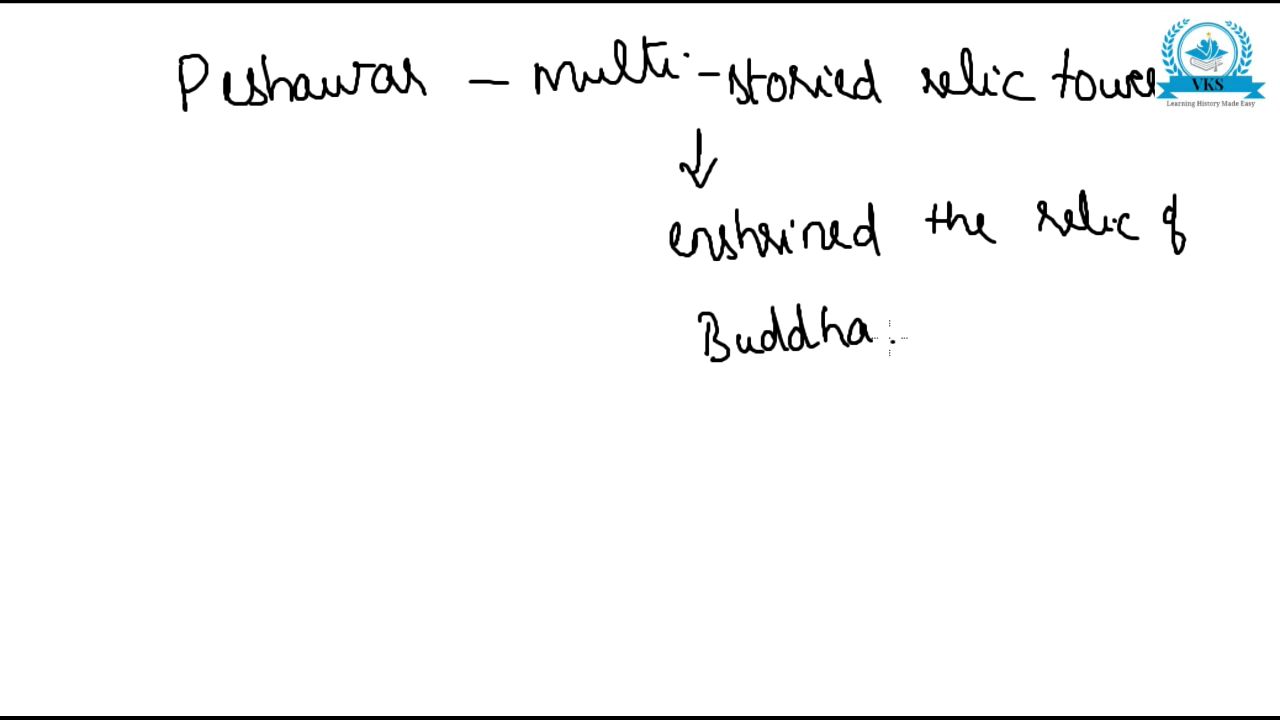 Peshawar - multi-storied relic tower
VKS
Learning History Made Easy
enshrined the relic of
Buddha.